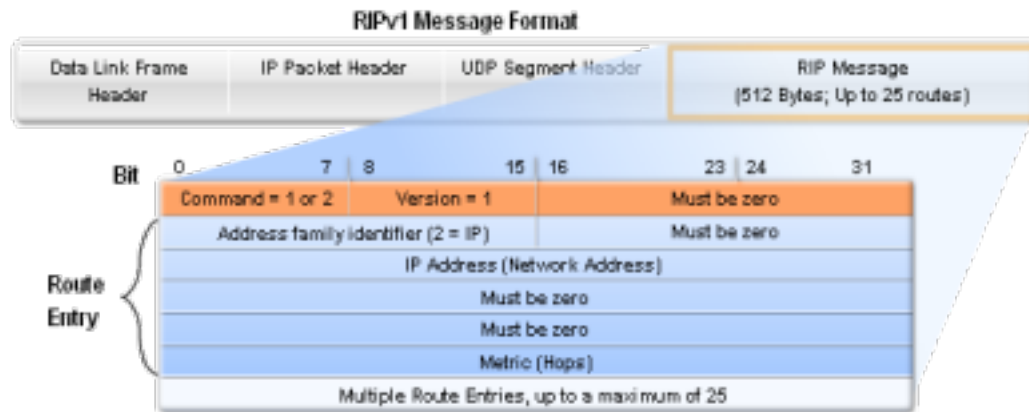 RIPv1 Message Format
Data Link Frame Header
IP Packet Header
UDP Segment Header
RIP Message
(512 Bytes; Up to 25 routes)
Bit
0 7 8 15 16 23 24 31
Command = 1 or 2 Version = 1 Must be zero
Address family identifier (2 = IP) Must be zero
IP Address (Network Address)
Route Entry
Must be zero
Must be zero
Metric (Hops)
Multiple Route Entries, up to a maximum of 25